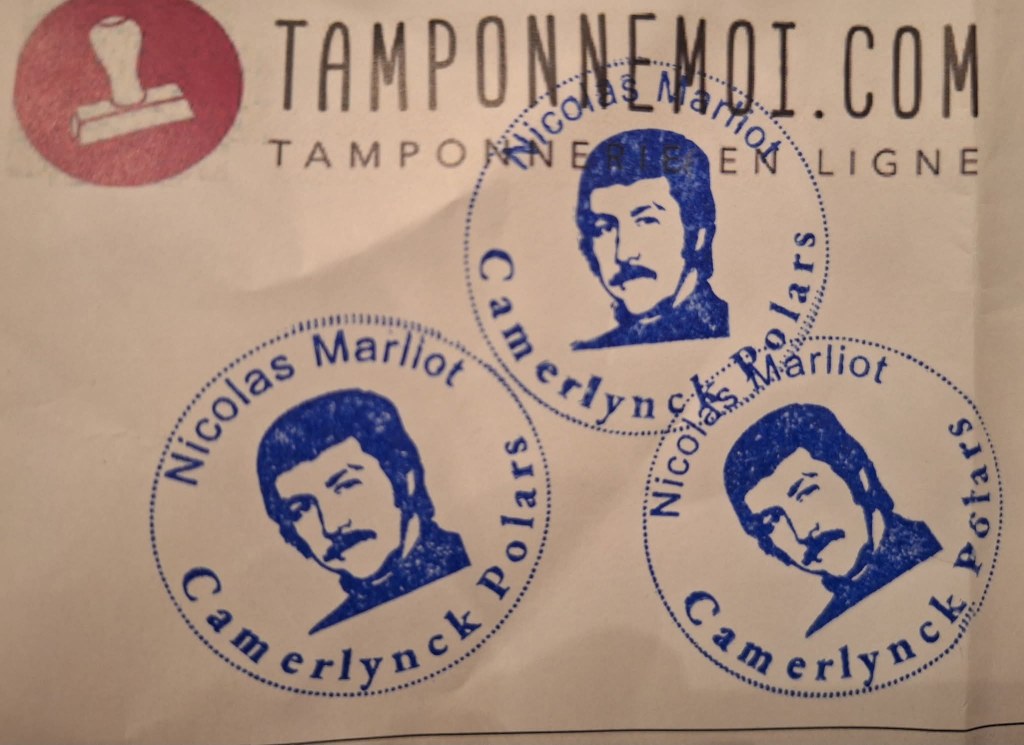 TAMPONNEMOI.COM
TAMPONNERIE EN LIGNE
Nicolas Marliot
Camerlynck Polars
Nicolas Marliot
Camerlynck Polars
Nicolas Marliot
Camerlynck Polars